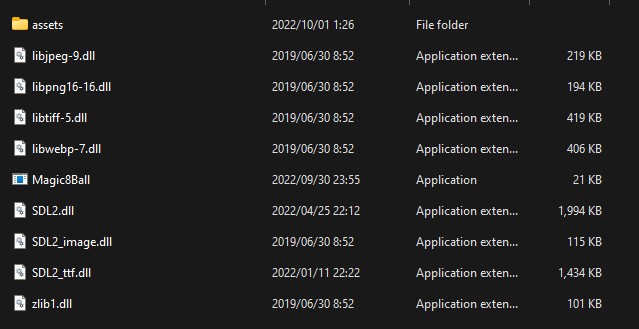 assets 2022/10/01 1:26 File folder
libjpeg-9.dll 2019/06/30 8:52 Application exten... 219 KB
libpng16-16.dll 2019/06/30 8:52 Application exten... 194 KB
libtiff-5.dll 2019/06/30 8:52 Application exten... 419 KB
libwebp-7.dll 2019/06/30 8:52 Application exten... 406 KB
Magic8Ball 2022/09/30 23:55 Application 21 KB
SDL2.dll 2022/04/25 22:12 Application exten... 1,994 KB
SDL2_image.dll 2019/06/30 8:52 Application exten... 115 KB
SDL2_ttf.dll 2022/01/11 22:22 Application exten... 1,434 KB
zlib1.dll 2019/06/30 8:52 Application exten... 101 KB